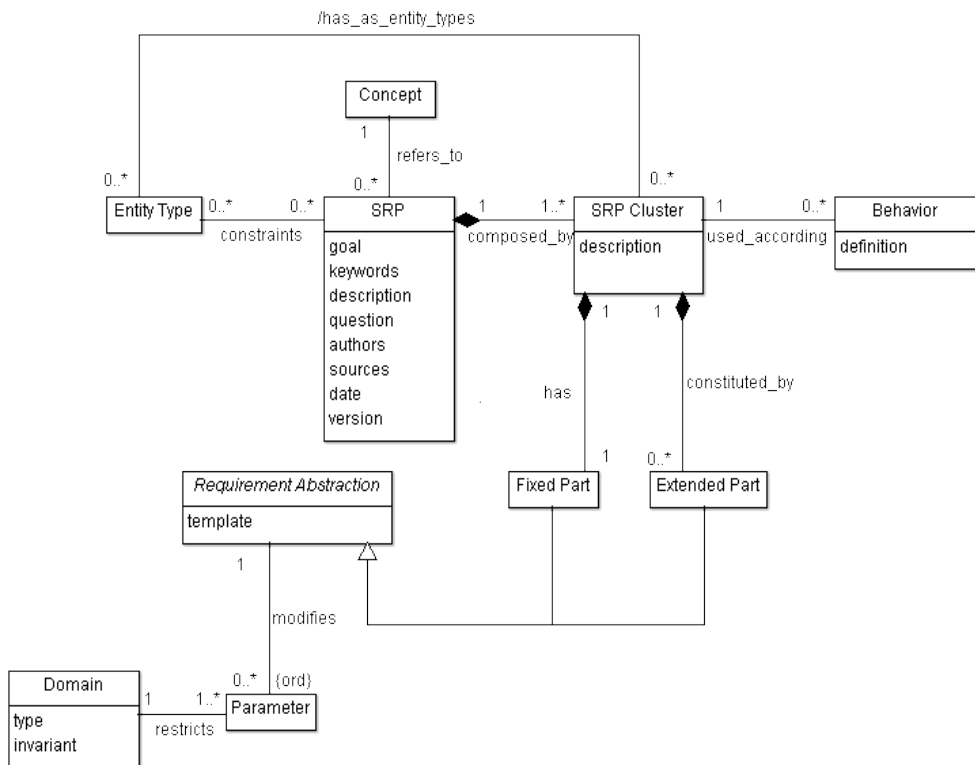 /has_as_entity_types
Concept
1
refers_to
0..*
0..*
0..*
Entity Type
0..*
0..*
constraints
SRP
goal
keywords
description
question
authors
sources
date
version
1
1..*
composed_by
SRP Cluster
description
1
0..*
used_according
Behavior
definition
1
1
has
constituted_by
1
0..*
Fixed Part
Extended Part
Requirement Abstraction
template
1
modifies
0..*
{ord}
Domain
type
invariant
1
1..*
restricts
Parameter